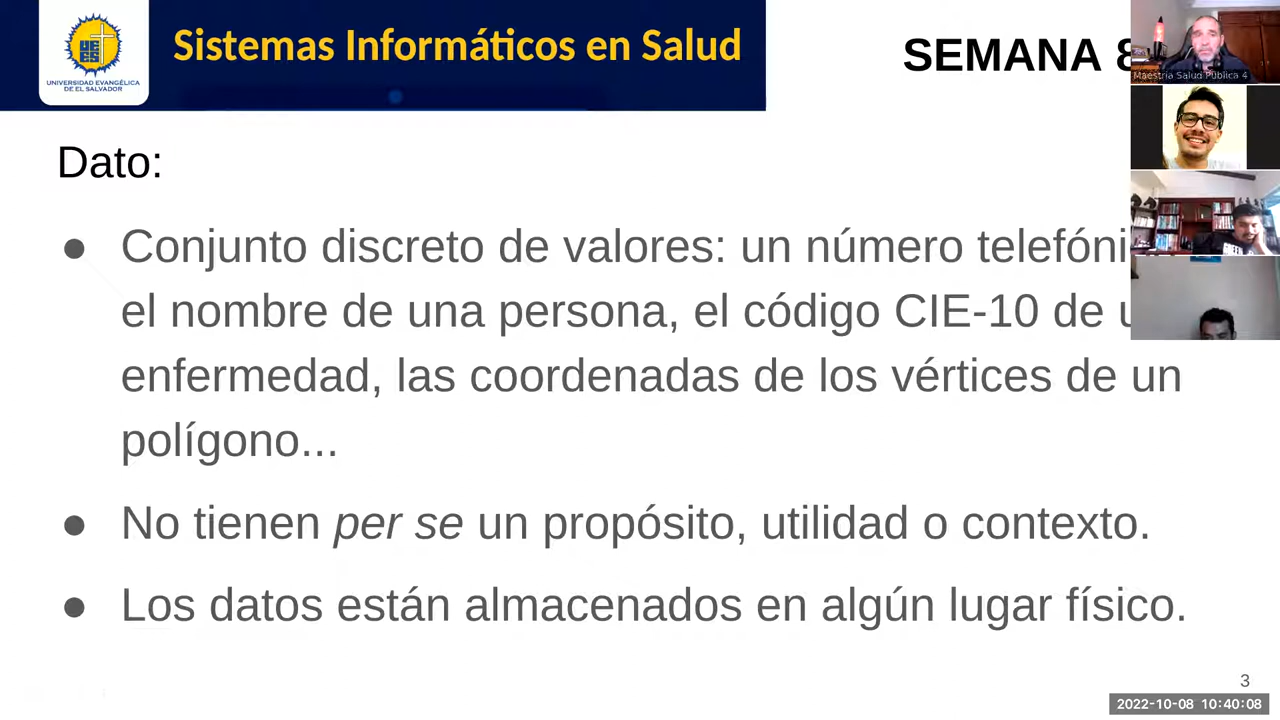 UNIVERSIDAD EVANGÉLICA
DE EL SALVADOR
Sistemas Informáticos en Salud
SEMANA 8
Maestria Salud Pública 4
Dato:
● Conjunto discreto de valores: un número
el nombre de una persona, el código CIE-10 de
enfermedad, las coordenadas de los vértices de un
polígono...
● No tienen per se un propósito, utilidad o contexto.
● Los datos están almacenados en algún lugar físico.
3
2022-10-08 10:40:08